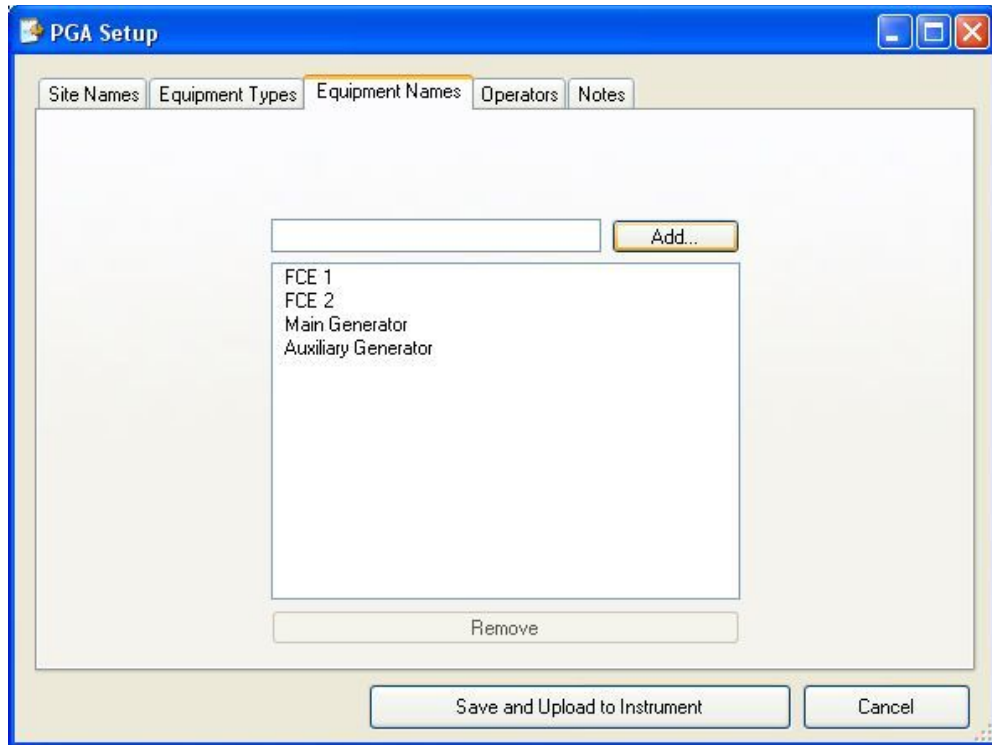 PGA Setup
Site Names Equipment Types Equipment Names Operators Notes
Add...
FCE 1
FCE 2
Main Generator
Auxiliary Generator
Remove
Save and Upload to Instrument Cancel